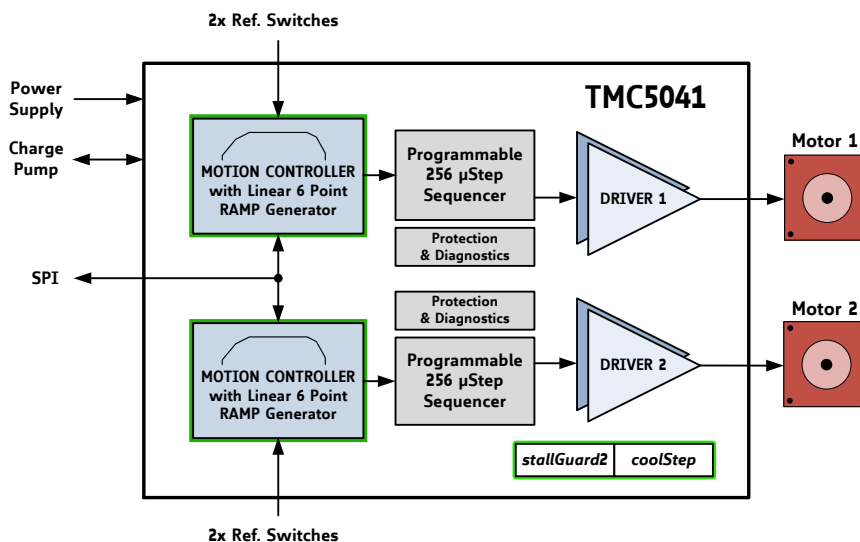 2x Ref. Switches
TMC5041
Power
Supply
Charge
Pump
MOTION CONTROLLER
with Linear 6 Point
RAMP Generator
Programmable
256 µStep
Sequencer
DRIVER 1
Motor 1
Protection
& Diagnostics
SPI
Protection
& Diagnostics
MOTION CONTROLLER
with Linear 6 Point
RAMP Generator
Programmable
256 µStep
Sequencer
DRIVER 2
Motor 2
stallGuard2
coolStep
2x Ref. Switches